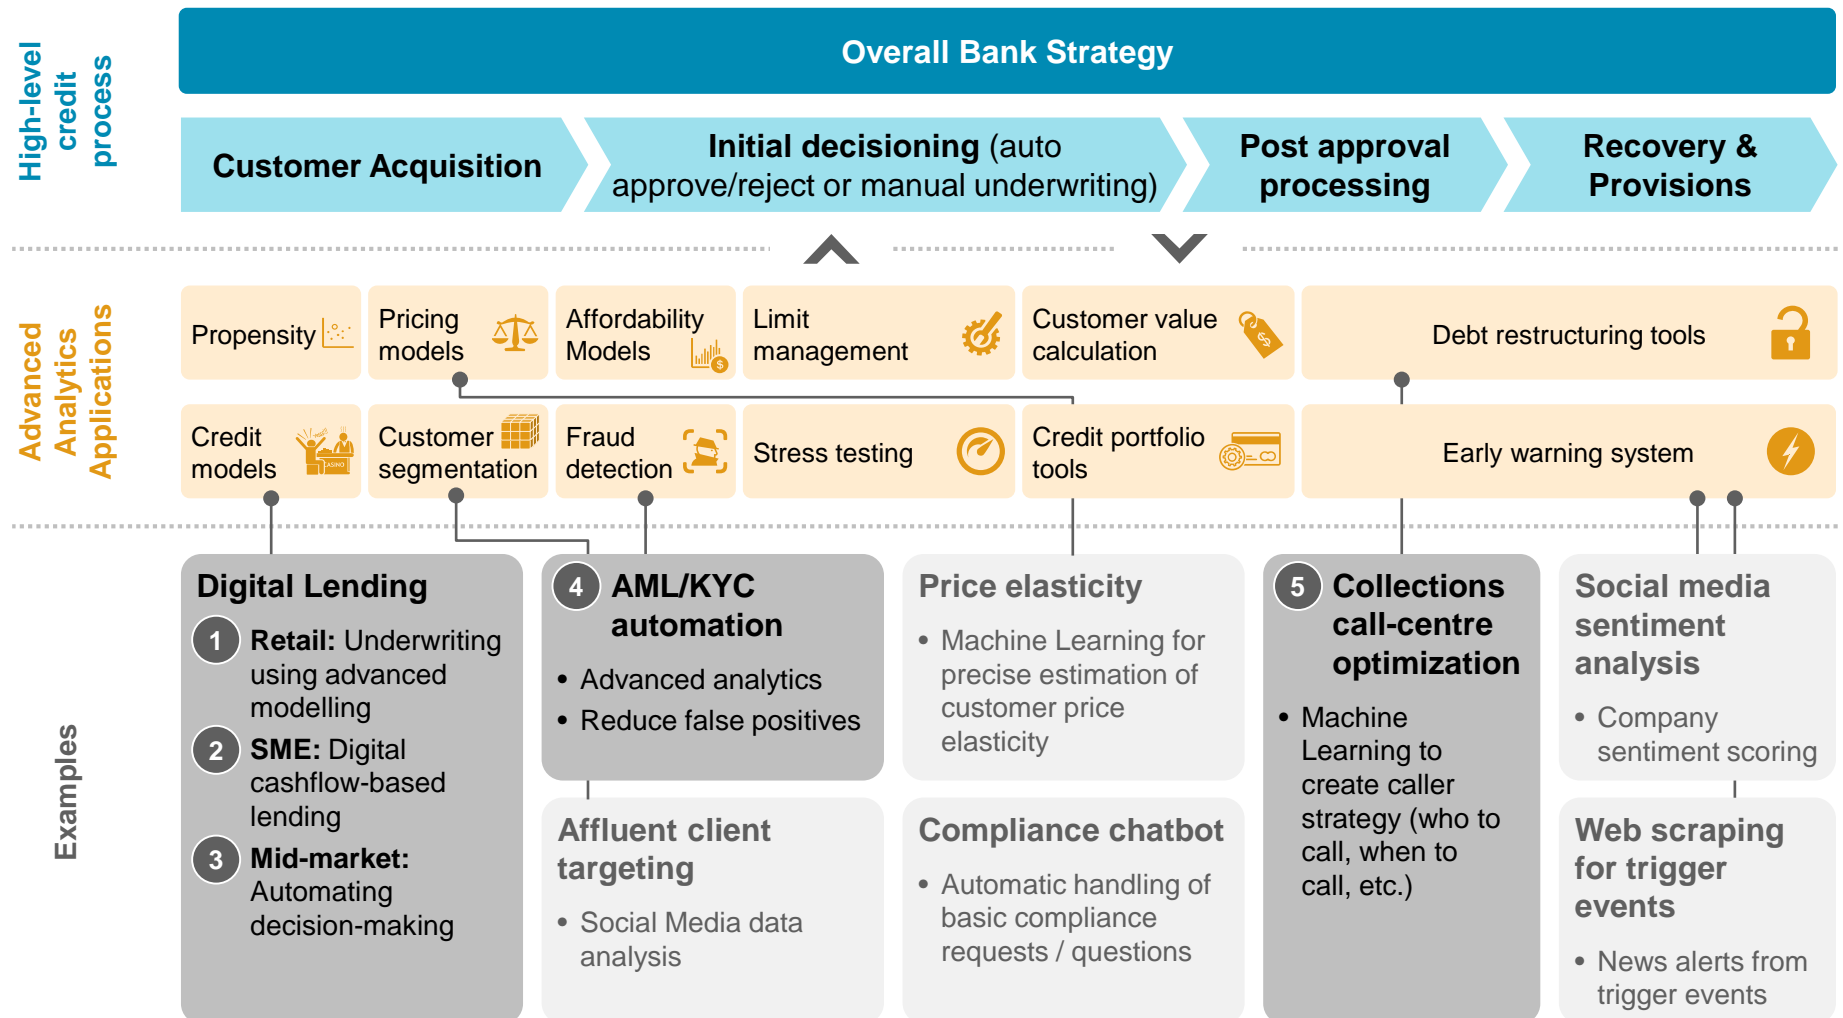 High-level
credit
process
Overall Bank Strategy
Customer Acquisition
Initial decisioning (auto
approve/reject or manual underwriting)
Post approval
processing
Recovery &
Provisions
Advanced
Analytics
Applications
Propensity
Pricing
models
Affordability
Models
$
Limit
management
Customer value
calculation
$
Debt restructuring tools
Credit
models
CASINO
Customer
segmentation
Fraud
detection
Stress testing
Credit portfolio
tools
Early warning system
Examples
Digital Lending
1 Retail: Underwriting
using advanced
modelling
2 SME: Digital
cashflow-based
lending
3 Mid-market:
Automating
decision-making
4 AML/KYC
automation
• Advanced analytics
• Reduce false positives
Affluent client
targeting
• Social Media data
analysis
Price elasticity
• Machine Learning for
precise estimation of
customer price
elasticity
Compliance chatbot
• Automatic handling of
basic compliance
requests / questions
5 Collections
call-centre
optimization
• Machine
Learning to
create caller
strategy (who to
call, when to
call, etc.)
Social media
sentiment
analysis
• Company
sentiment scoring
Web scraping
for trigger
events
• News alerts from
trigger events